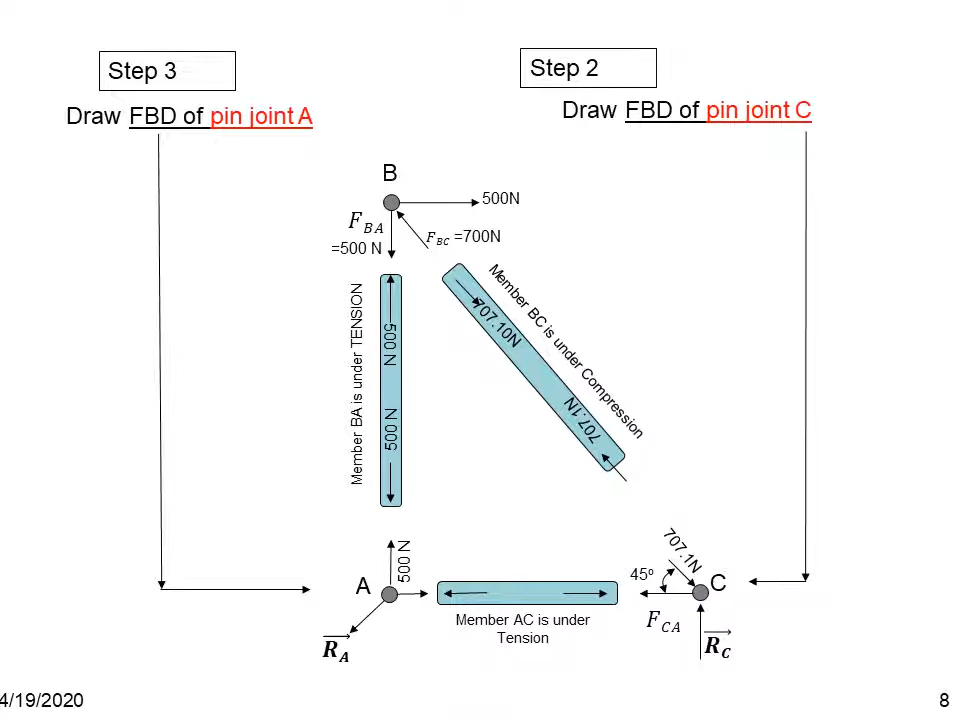 Step 3
Step 2
Draw FBD of pin joint A
Draw FBD of pin joint C
B
500N
F_BA
=500 N
F_BC =700N
Member BA is under TENSION
500 N
500 N
707.10N
Member BC is under Compression
707.1N
A
500 N
R_A
Member AC is under
Tension
707.1N
45º
C
F_CA
R_C
4/19/2020
8